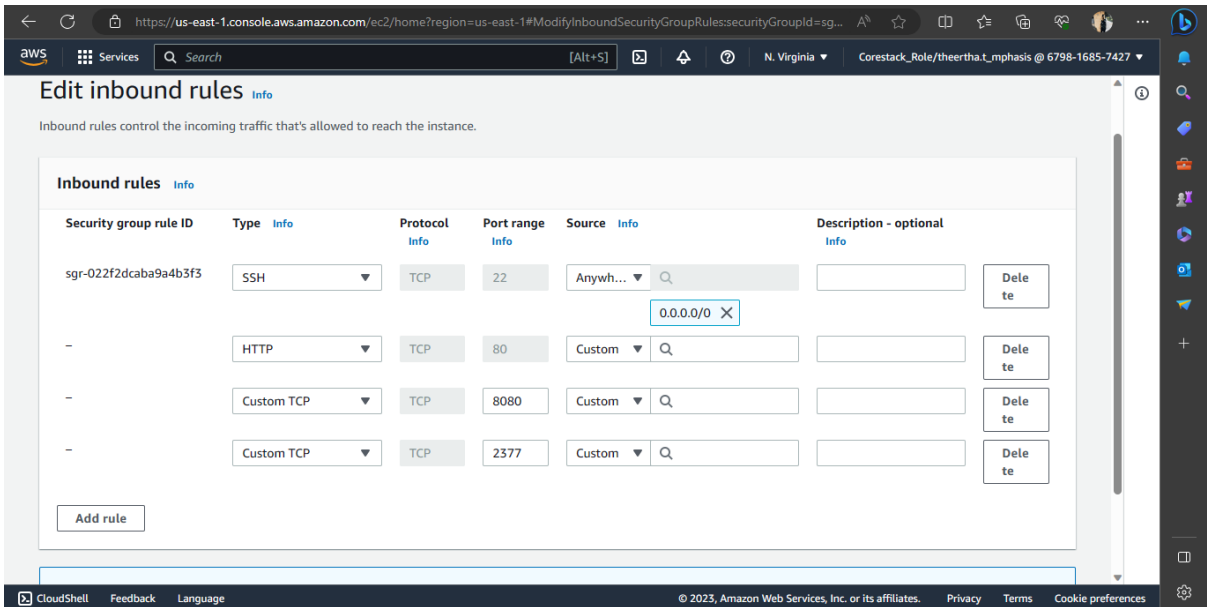 https://us-east-1.console.aws.amazon.com/ec2/home?region=us-east-1#ModifyInboundSecurityGroupRules:securityGroupId=sg...
aws Services Search [Alt+S] N. Virginia Corestack_Role/theertha.t_mphasis @ 6798-1685-7427
Edit inbound rules Info
Inbound rules control the incoming traffic that's allowed to reach the instance.
Inbound rules Info
Security group rule ID Type Info Protocol Info Port range Info Source Info Description - optional Info
sgr-022f2dcaba9a4b3f3 SSH TCP 22 Anywh... Delete
0.0.0.0/0
– HTTP TCP 80 Custom Delete
– Custom TCP TCP 8080 Custom Delete
– Custom TCP TCP 2377 Custom Delete
Add rule
CloudShell Feedback Language © 2023, Amazon Web Services, Inc. or its affiliates. Privacy Terms Cookie preferences